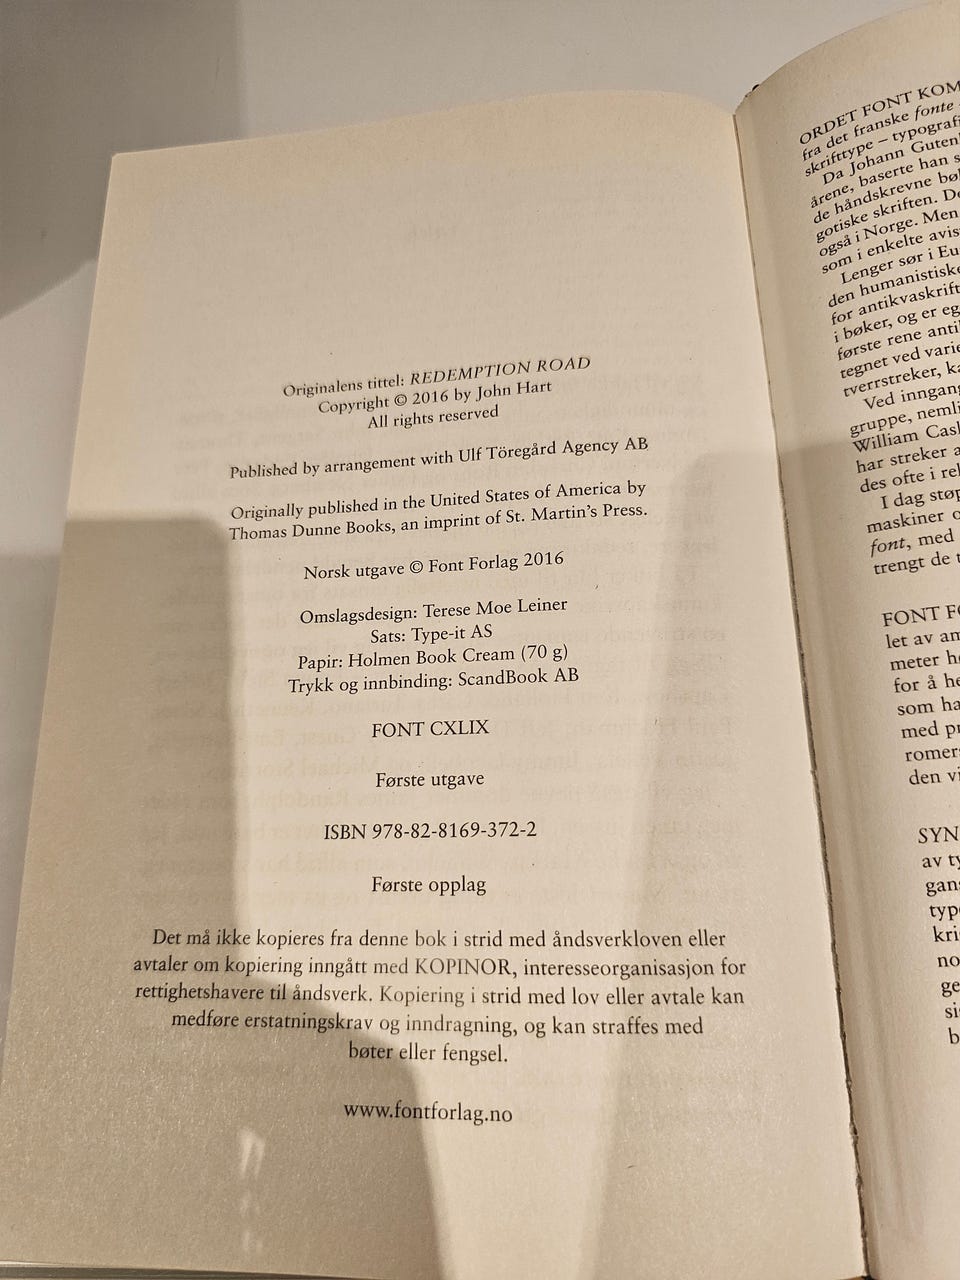 Originalens tittel: REDEMPTION ROAD
Copyright © 2016 by John Hart
All rights reserved
Published by arrangement with Ulf Töregård Agency AB
Originally published in the United States of America by
Thomas Dunne Books, an imprint of St. Martin's Press.
Norsk utgave © Font Forlag 2016
Omslagsdesign: Terese Moe Leiner
Sats: Type-it AS
Papir: Holmen Book Cream (70 g)
Trykk og innbinding: ScandBook AB
FONT CXLIX
Første utgave
ISBN 978-82-8169-372-2
Første opplag
Det må ikke kopieres fra denne bok i strid med åndsverkloven eller
avtaler om kopiering inngått med KOPINOR, interesseorganisasjon for
rettighetshavere til åndsverk. Kopiering i strid med lov eller avtale kan
medføre erstatningskrav og inndragning, og kan straffes med
bøter eller fengsel.
www.fontforlag.no
ORDET FONT KOM
fra det franske fonte
skrifttype – typografi
Da Johann Guten
årene, baserte han s
de håndskrevne bø
gotiske skriften. De
også i Norge. Men
som i enkelte avis
Lenger sør i Eu
den humanistiske
for antikvaskrift
i bøker, og er eg
første rene anti
tegnet ved varie
tverrstreker, ka
Ved inngang
gruppe, nemli
William Casl
har streker a
des ofte i rel
I dag støp
maskiner o
font, med
trengt de t
FONT FO
let av an
meter h
for å he
som ha
med pr
romer
den vi
SYN
av ty
gan
typ
kri
no
ge
si
b